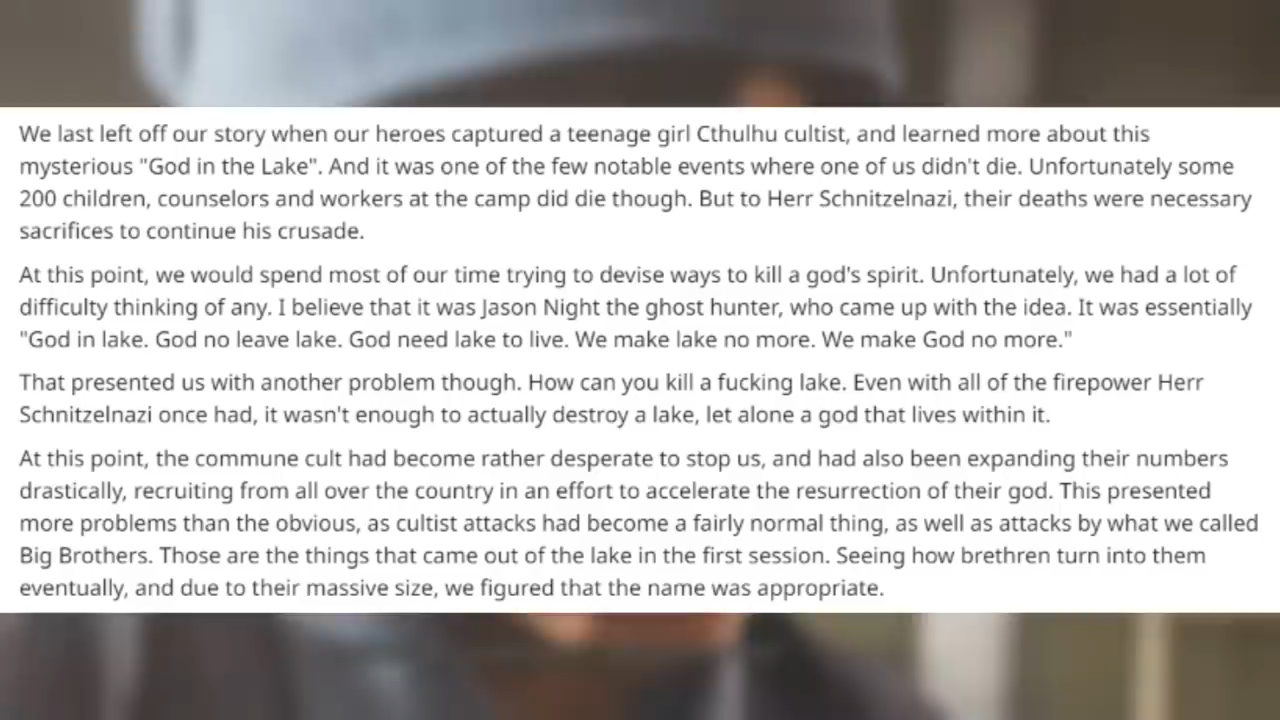 We last left off our story when our heroes captured a teenage girl Cthulhu cultist, and learned more about this
mysterious "God in the Lake". And it was one of the few notable events where one of us didn't die. Unfortunately some
200 children, counselors and workers at the camp did die though. But to Herr Schnitzelnazi, their deaths were necessary
sacrifices to continue his crusade.
At this point, we would spend most of our time trying to devise ways to kill a god's spirit. Unfortunately, we had a lot of
difficulty thinking of any. I believe that it was Jason Night the ghost hunter, who came up with the idea. It was essentially
"God in lake. God no leave lake. God need lake to live. We make lake no more. We make God no more."
That presented us with another problem though. How can you kill a fucking lake. Even with all of the firepower Herr
Schnitzelnazi once had, it wasn't enough to actually destroy a lake, let alone a god that lives within it.
At this point, the commune cult had become rather desperate to stop us, and had also been expanding their numbers
drastically, recruiting from all over the country in an effort to accelerate the resurrection of their god. This presented
more problems than the obvious, as cultist attacks had become a fairly normal thing, as well as attacks by what we called
Big Brothers. Those are the things that came out of the lake in the first session. Seeing how brethren turn into them
eventually, and due to their massive size, we figured that the name was appropriate.